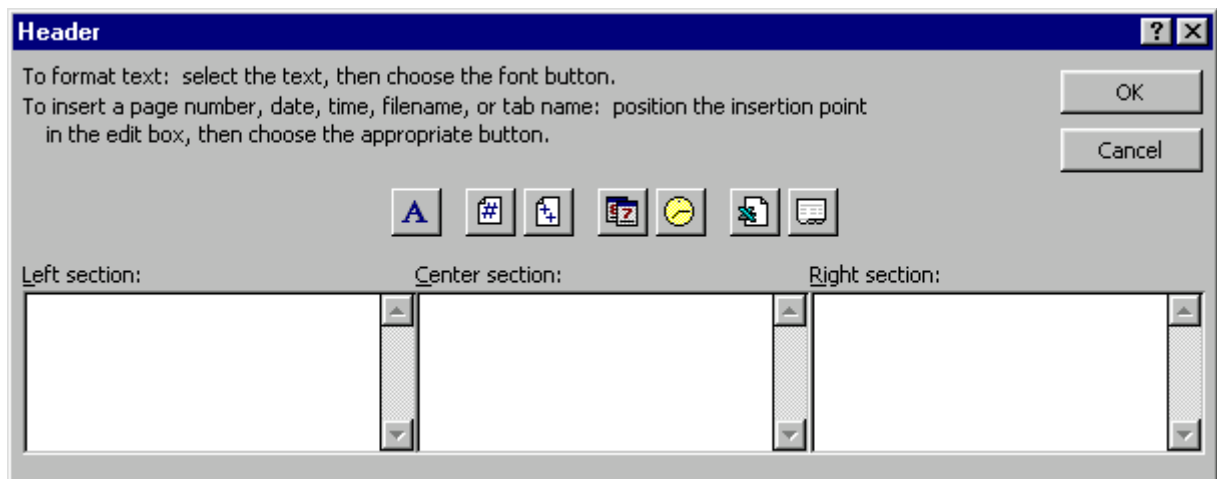 Header
To format text: select the text, then choose the font button.
To insert a page number, date, time, filename, or tab name: position the insertion point
in the edit box, then choose the appropriate button.
OK
Cancel
A # 7
Left section: Center section: Right section: